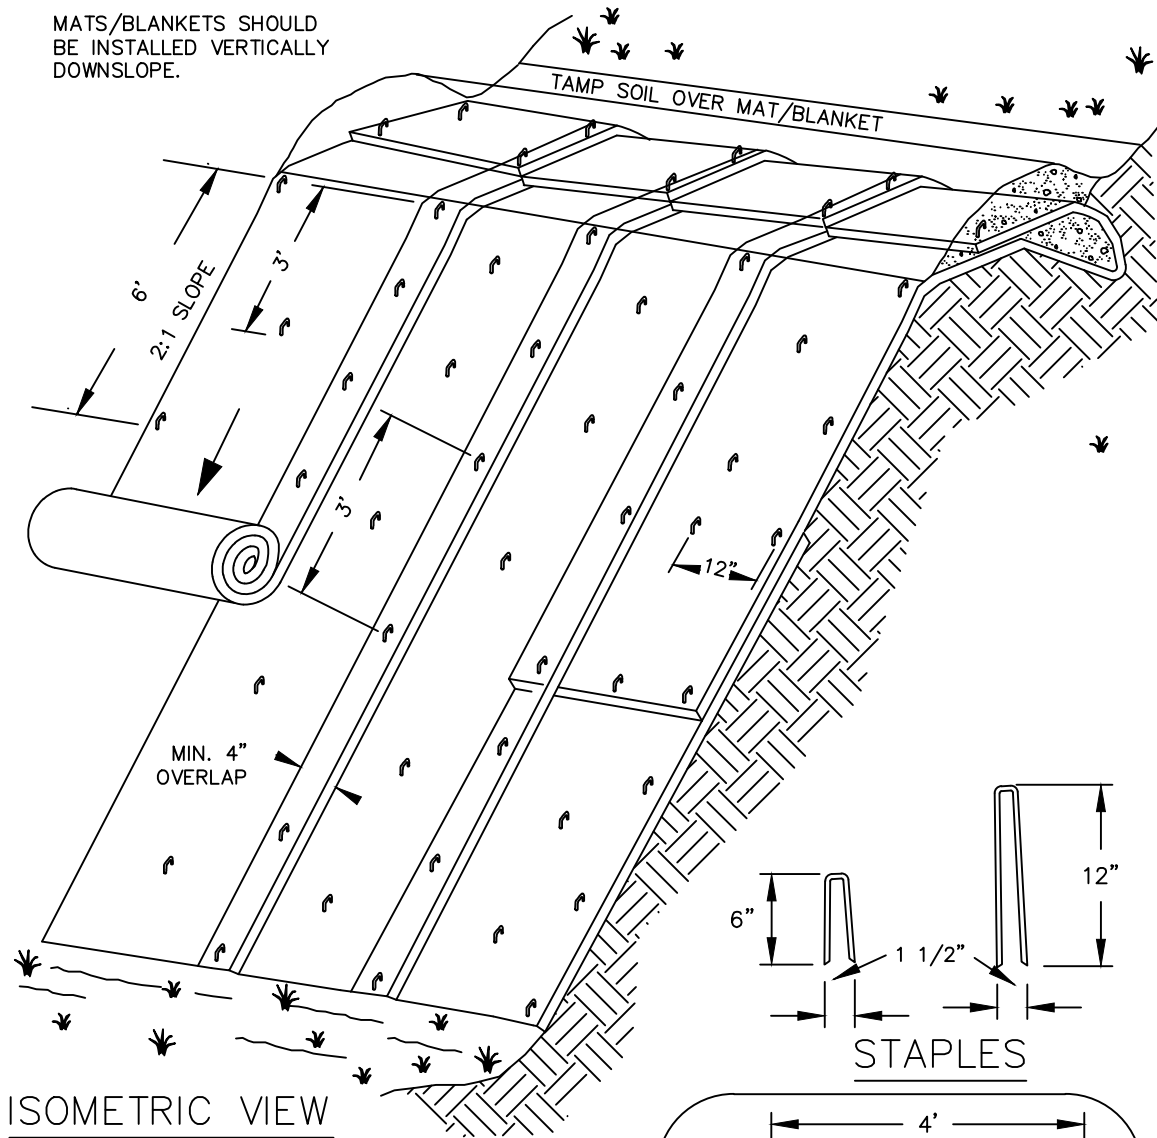 MATS/BLANKETS SHOULD
BE INSTALLED VERTICALLY
DOWNSLOPE.
TAMP SOIL OVER MAT/BLANKET
3'
6'
2:1 SLOPE
3'
12"
MIN. 4"
OVERLAP
12"
6"
1 1/2"
STAPLES
ISOMETRIC VIEW
4'